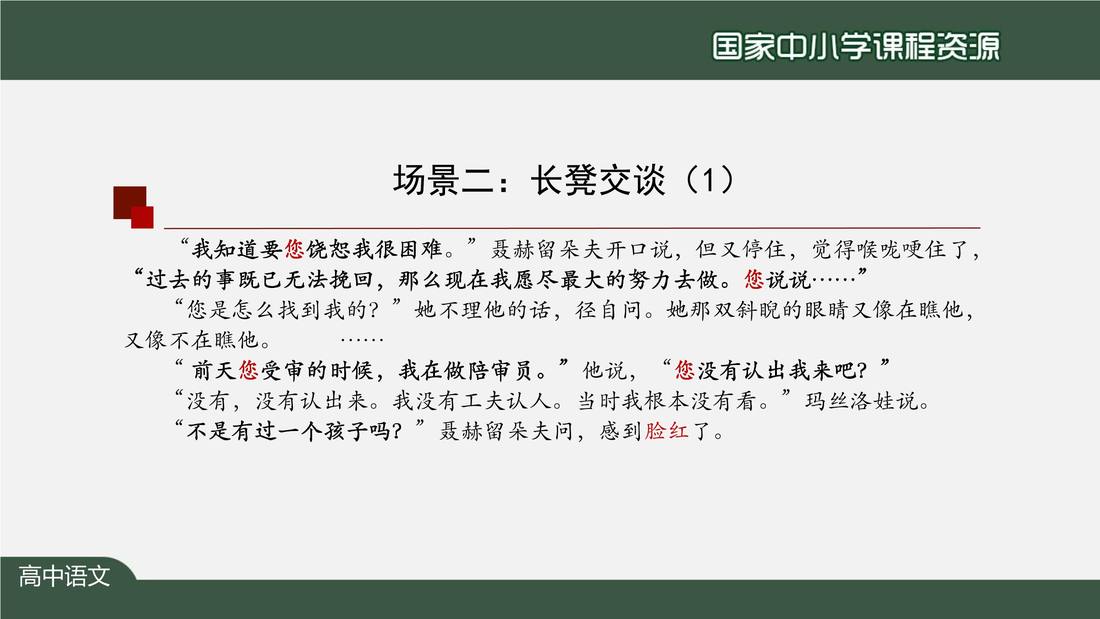 国家中小学课程资源
场景二：长凳交谈（1）
“我知道要您饶恕我很困难。”聂赫留朵夫开口说，但又停住，觉得喉咙哽住了，
“过去的事既已无法挽回，那么现在我愿尽最大的努力去做。您说说……”
“您是怎么找到我的？”她不理他的话，径自问。她那双斜睨的眼睛又像在瞧他，
又像不在瞧他。 ……
“ 前天您受审的时候，我在做陪审员。”他说，“您没有认出我来吧？”
“没有，没有认出来。我没有工夫认人。当时我根本没有看。”玛丝洛娃说。
“不是有过一个孩子吗？”聂赫留朵夫问，感到脸红了。
高中语文